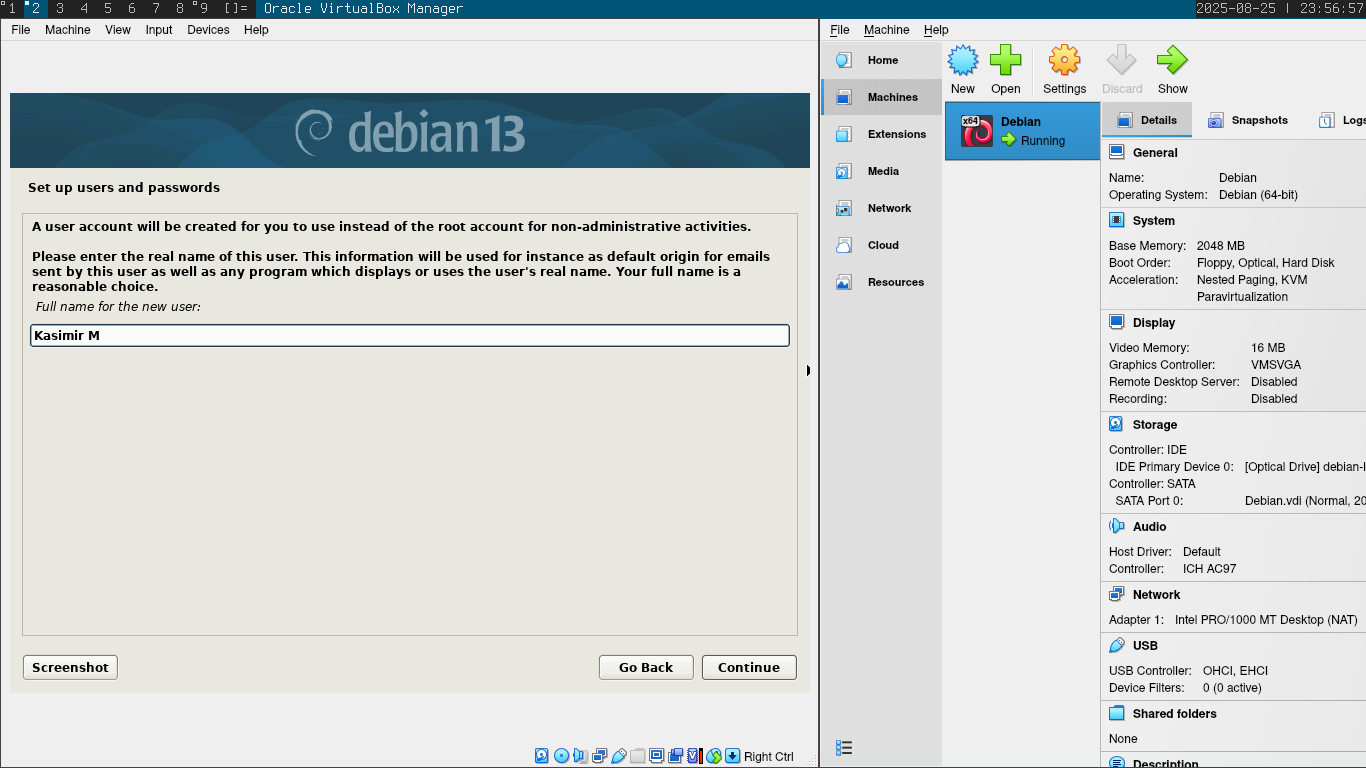 1 2 3 4 5 6 7 8 9 []= Oracle VirtualBox Manager 2025-08-25 | 23:56:57
File Machine View Input Devices Help
debian 13
Set up users and passwords
A user account will be created for you to use instead of the root account for non-administrative activities.
Please enter the real name of this user. This information will be used for instance as default origin for emails
sent by this user as well as any program which displays or uses the user's real name. Your full name is a
reasonable choice.
Full name for the new user:
Kasimir M
Screenshot Go Back Continue
Right Ctrl
File Machine Help
Home
Machines
Extensions
Media
Network
Cloud
Resources
New Open Settings Discard Show
x64 Debian
Running
Details Snapshots Logs
General
Name: Debian
Operating System: Debian (64-bit)
System
Base Memory: 2048 MB
Boot Order: Floppy, Optical, Hard Disk
Acceleration: Nested Paging, KVM
Paravirtualization
Display
Video Memory: 16 MB
Graphics Controller: VMSVGA
Remote Desktop Server: Disabled
Recording: Disabled
Storage
Controller: IDE
IDE Primary Device 0: [Optical Drive] debian-
Controller: SATA
SATA Port 0: Debian.vdi (Normal, 20
Audio
Host Driver: Default
Controller: ICH AC97
Network
Adapter 1: Intel PRO/1000 MT Desktop (NAT)
USB
USB Controller: OHCI, EHCI
Device Filters: 0 (0 active)
Shared folders
None
Description